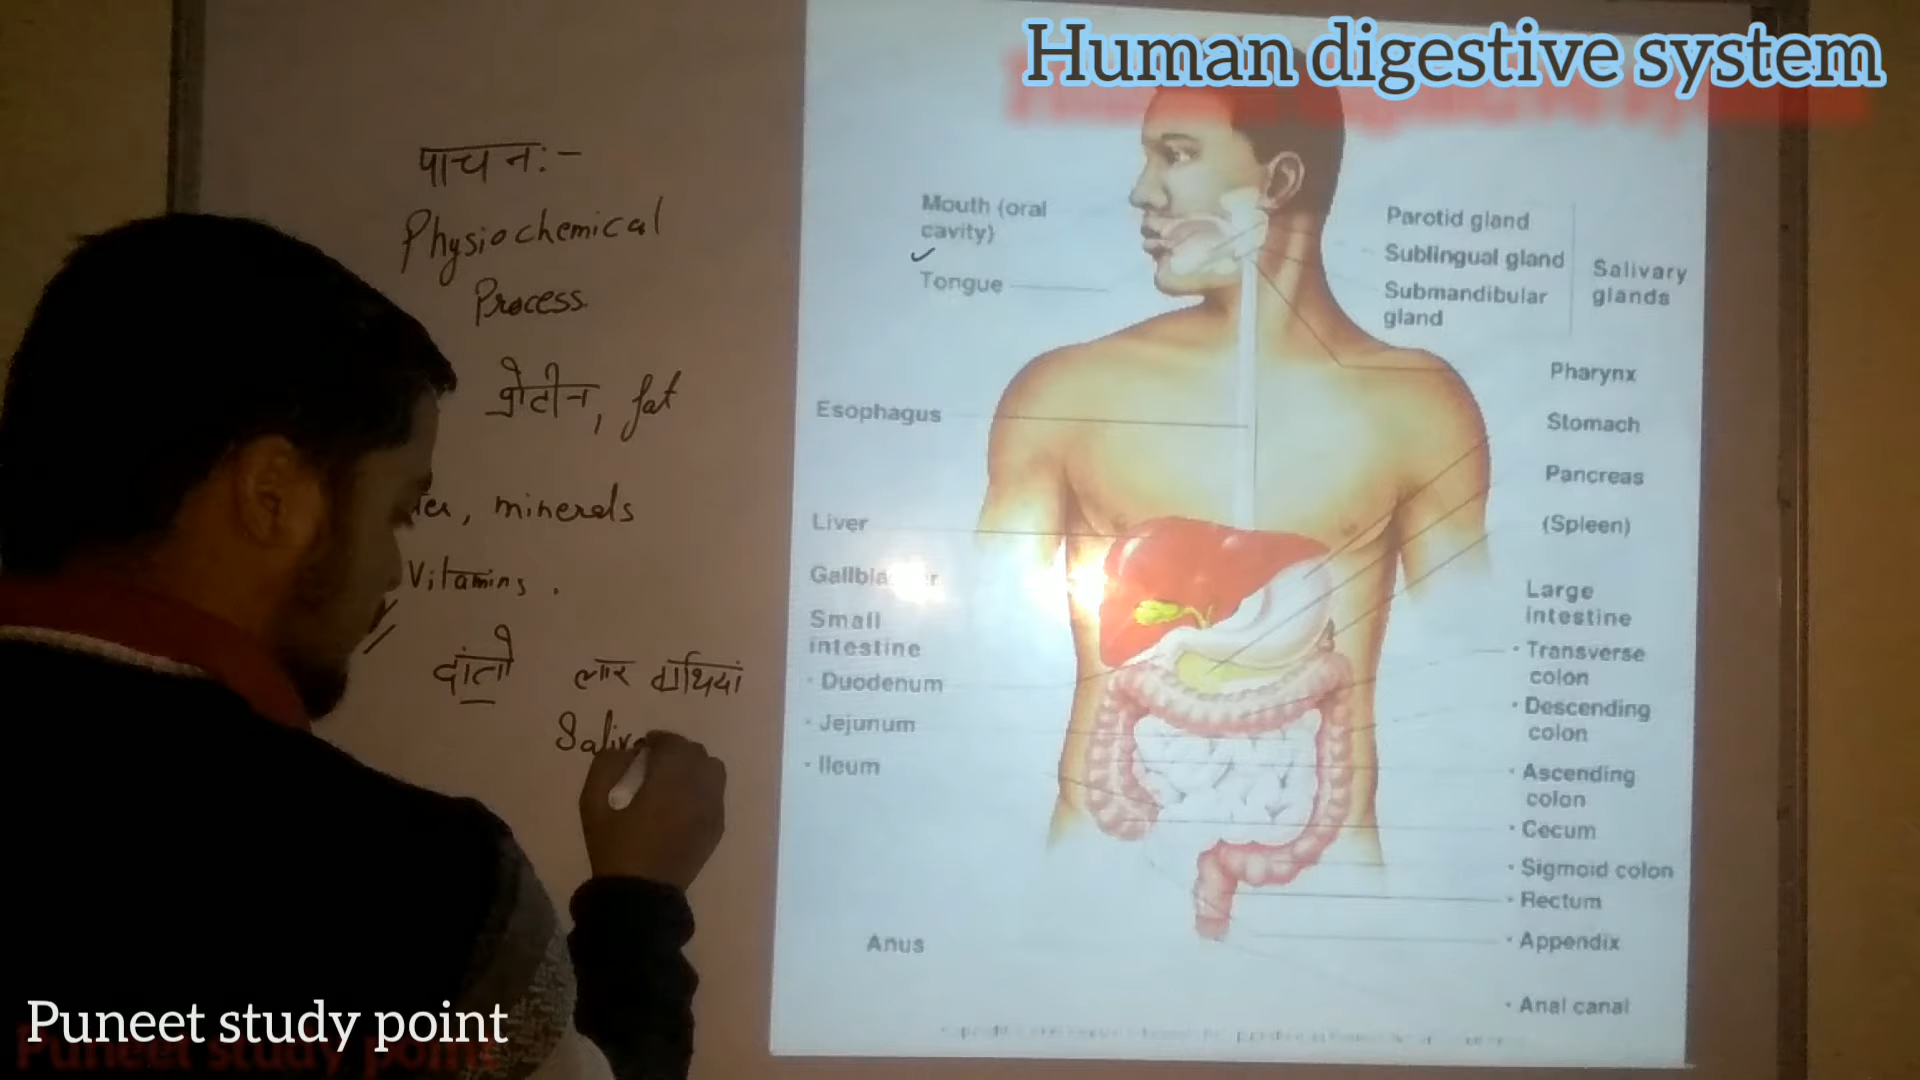 Human digestive system
पाचन:-
Physiochemical
Process.
प्रोटीन, fat
minerals
Vitamins.
दांतो लार ग्रंथियां
Saliv
Mouth (oral
cavity)
Tongue
Esophagus
Liver
Small
intestine
· Duodenum
· Jejunum
· Ileum
Anus
Parotid gland
Sublingual gland
Submandibular
gland
Salivary
glands
Pharynx
Stomach
Pancreas
(Spleen)
Large
intestine
· Transverse
colon
· Descending
colon
· Ascending
colon
· Cecum
· Sigmoid colon
· Rectum
· Appendix
· Anal canal
Puneet study point